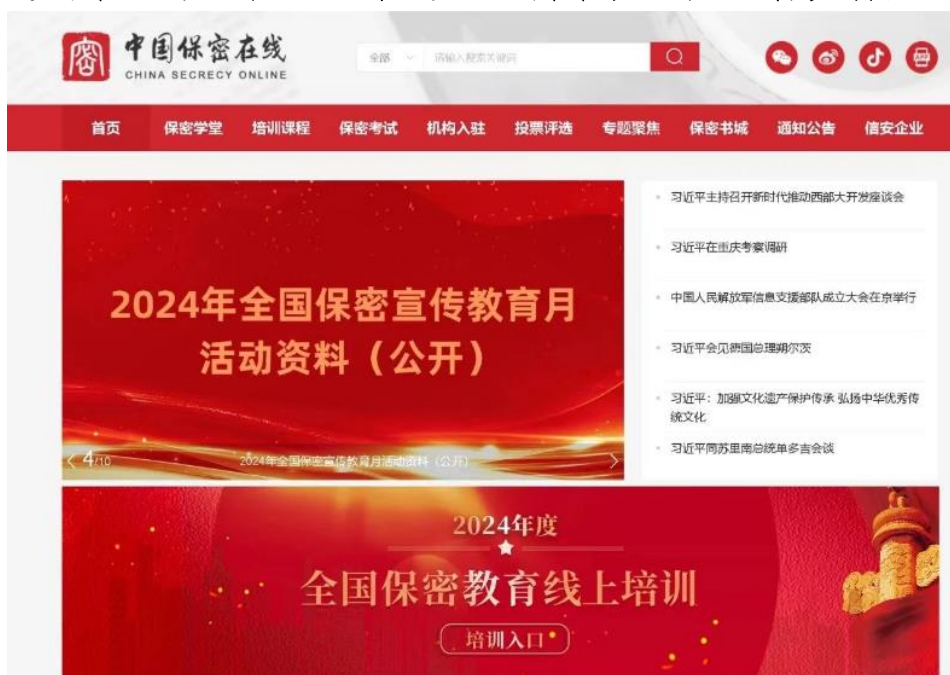 中国保密在线
CHINA SECRECY ONLINE
全部
请输入搜索关键词
首页 保密学堂 培训课程 保密考试 机构入驻 投票评选 专题聚焦 保密书城 通知公告 信安企业
2024年全国保密宣传教育月
活动资料（公开）
4/10
2024年全国保密宣传教育月活动资料（公开）
习近平主持召开新时代推动西部大开发座谈会
习近平在重庆考察调研
中国人民解放军信息支援部队成立大会在京举行
习近平会见德国总理朔尔茨
习近平：加强文化遗产保护传承 弘扬中华优秀传
统文化
习近平同苏里南总统单多吉会谈
2024年度
全国保密教育线上培训
培训入口